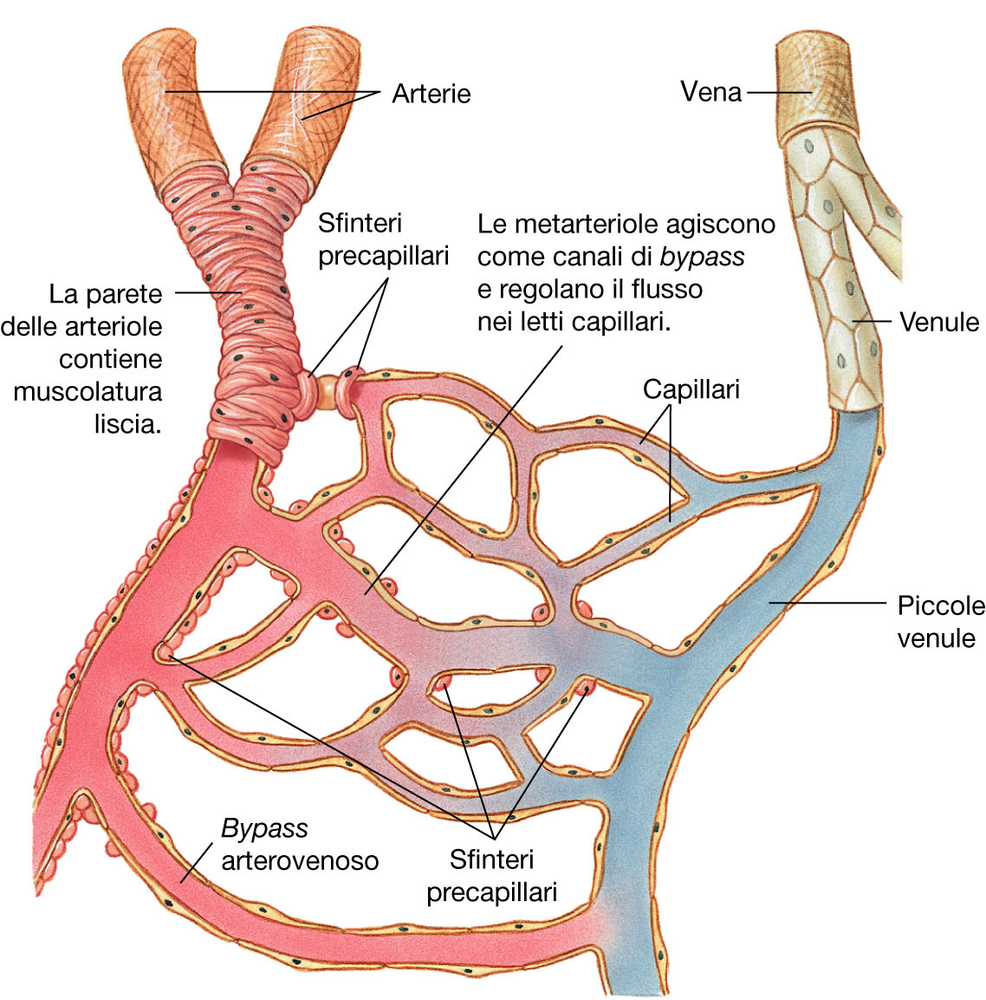 Arterie
Vena
Sfinteri
precapillari
Le metarteriole agiscono
come canali di bypass
e regolano il flusso
nei letti capillari.
La parete
delle arteriole
contiene
muscolatura
liscia.
Venule
Capillari
Piccole
venule
Bypass
arterovenoso
Sfinteri
precapillari